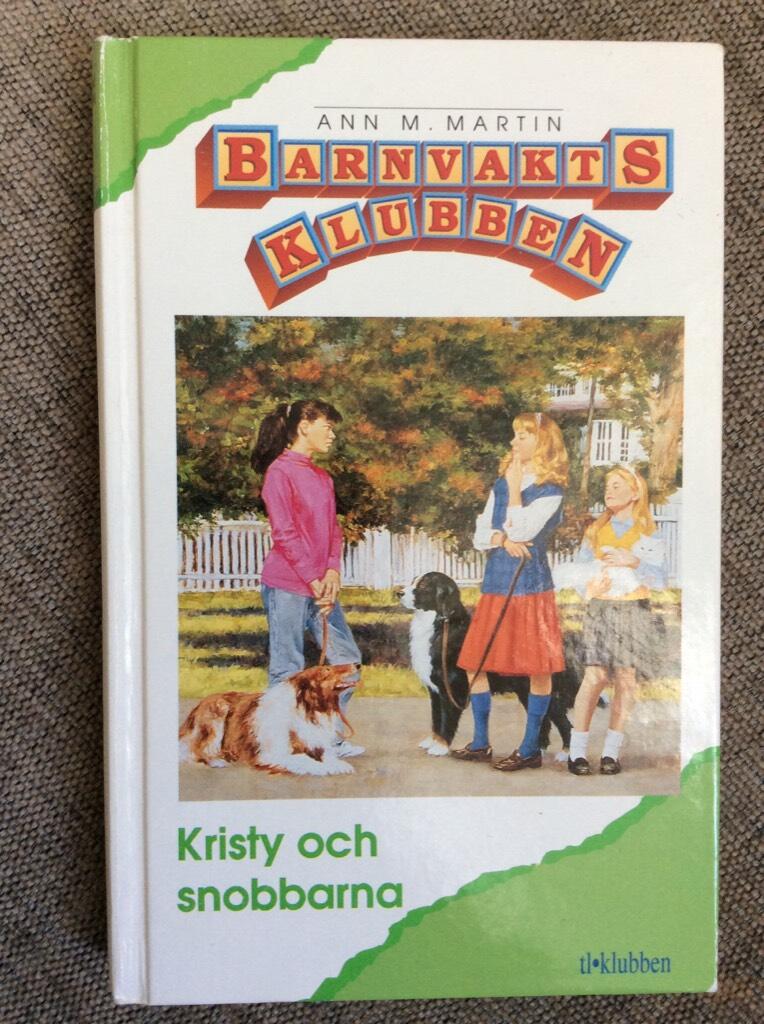 ANN M. MARTIN
BARNVAKTS
KLUBBEN
Kristy och
snobbarna
tl•klubben